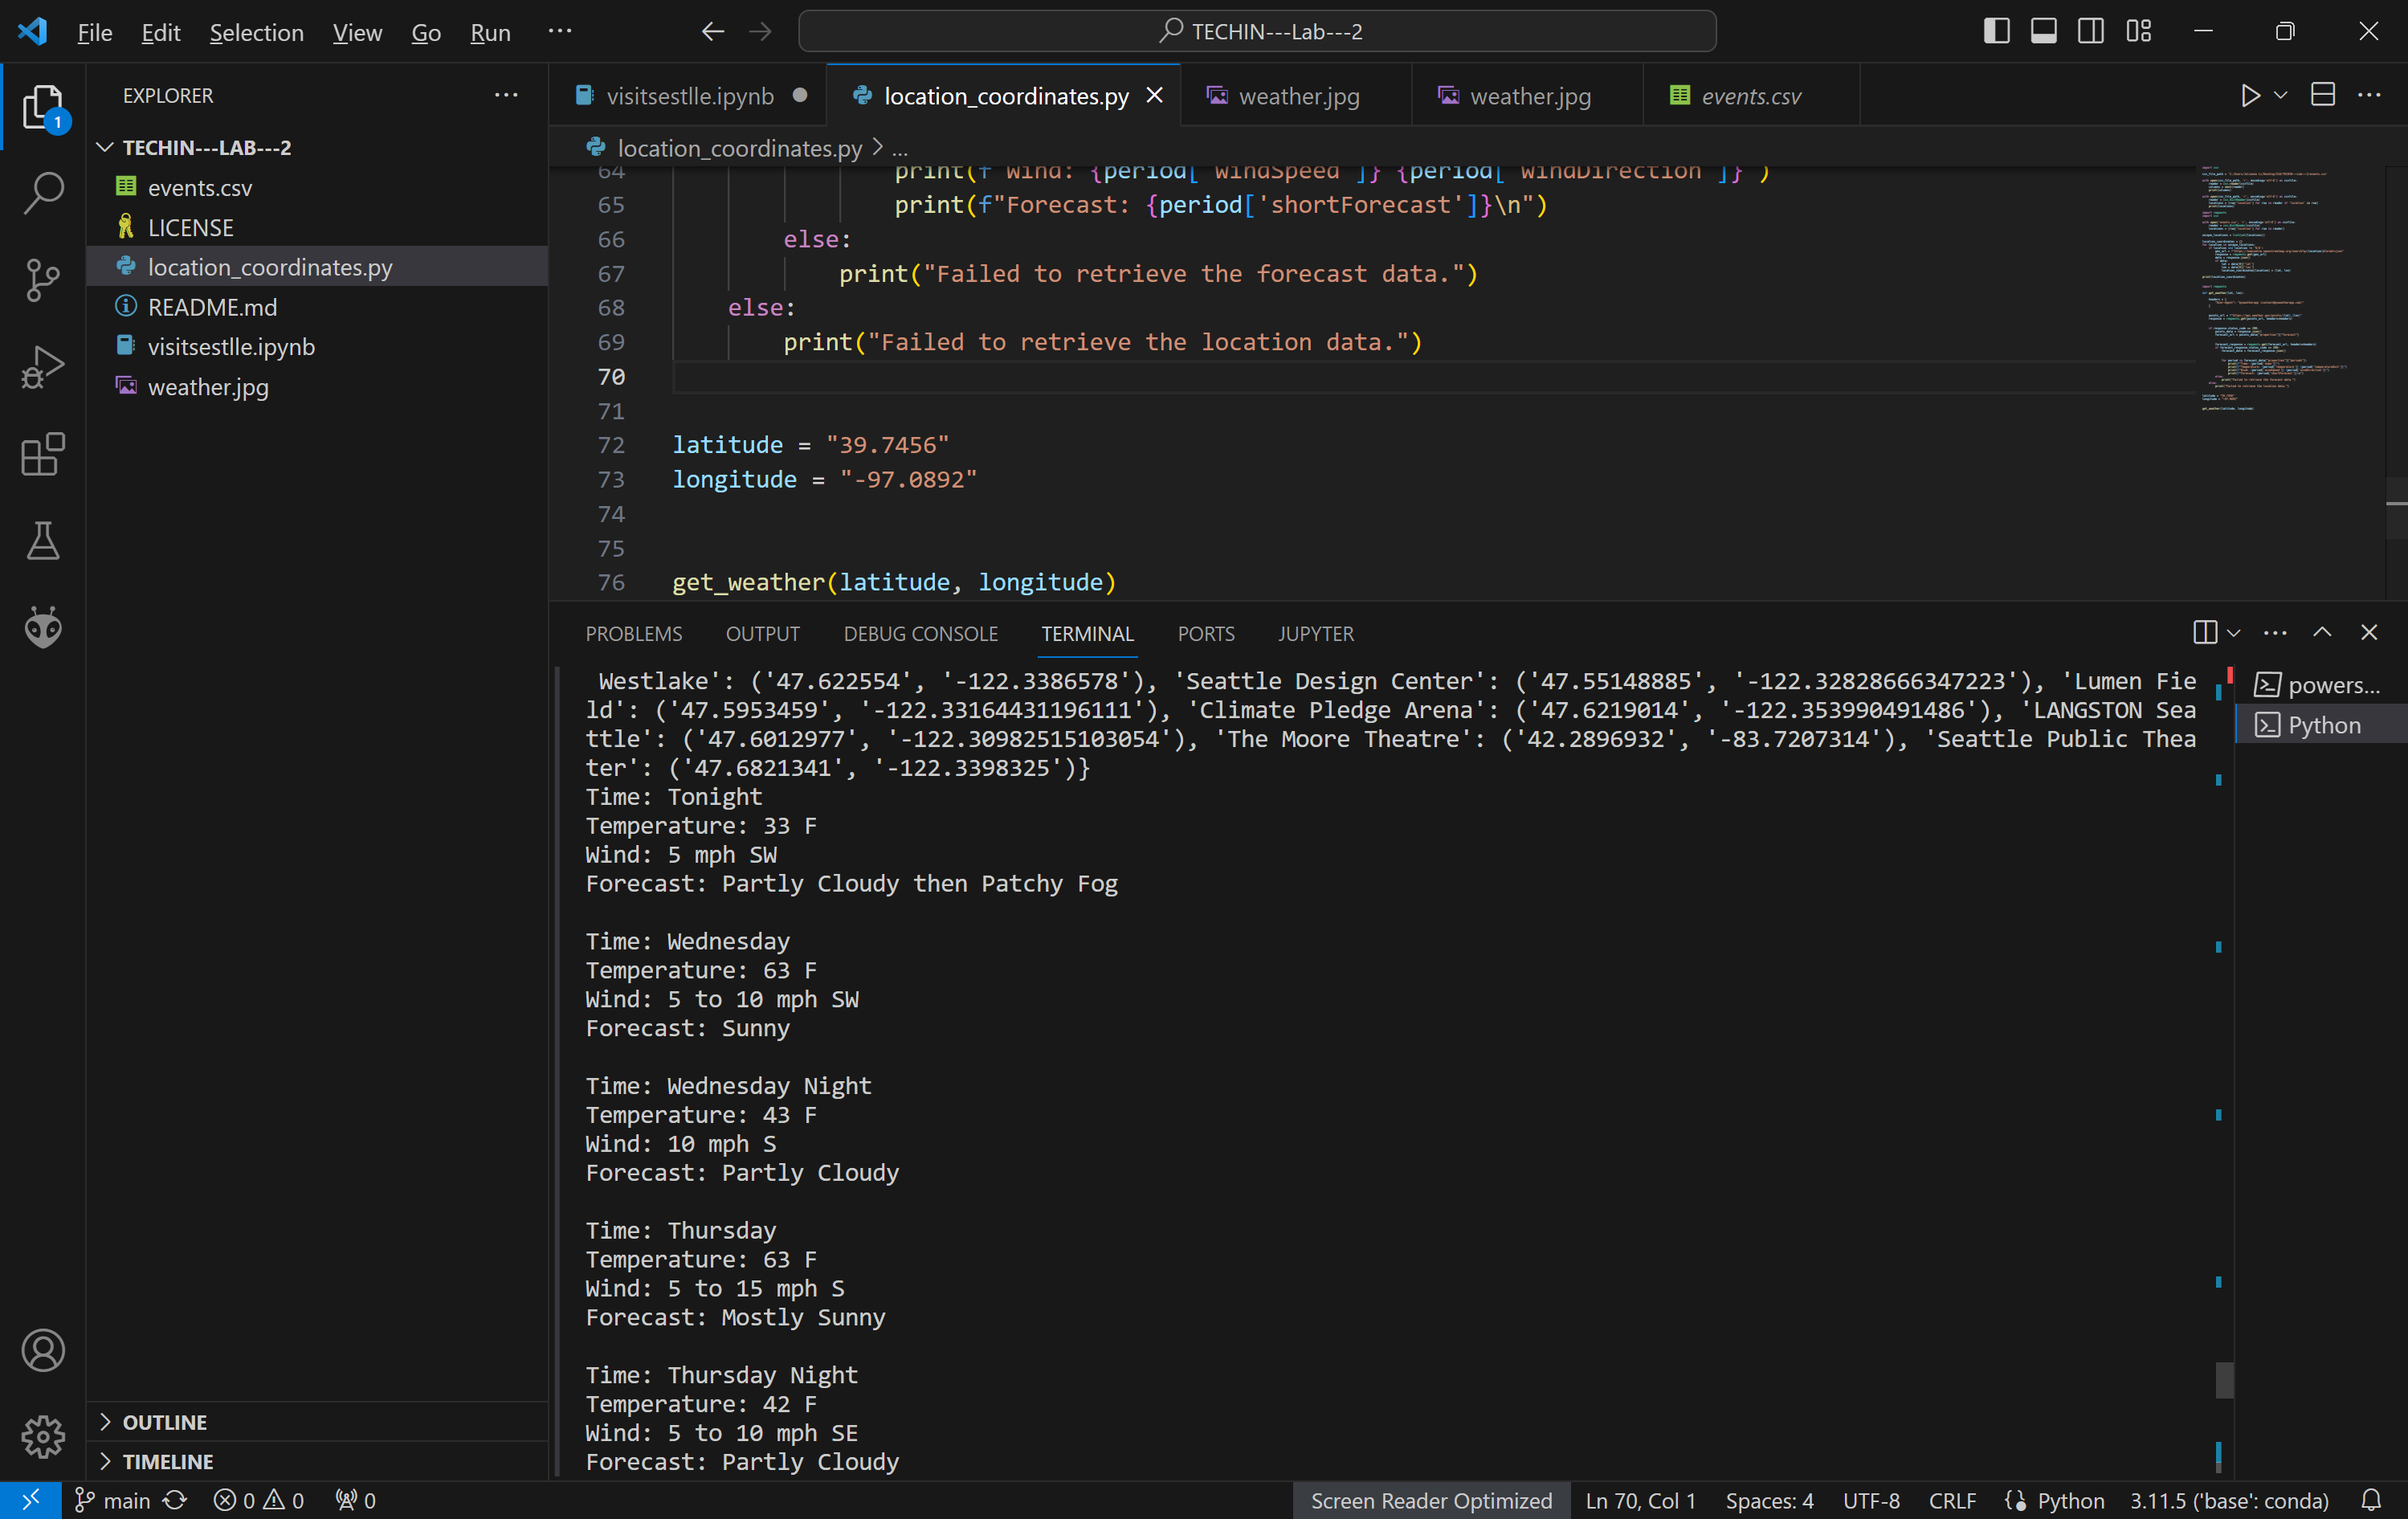 File Edit Selection View Go Run ···
TECHIN---Lab---2
EXPLORER ···
1
TECHIN---LAB---2
events.csv
LICENSE
location_coordinates.py
README.md
visitsestlle.ipynb
weather.jpg
OUTLINE
TIMELINE
visitsestlle.ipynb location_coordinates.py weather.jpg weather.jpg events.csv
location_coordinates.py > ...
64 print(f"Wind: {period['windSpeed']} {period['windDirection']}")
65 print(f"Forecast: {period['shortForecast']}\n")
66 else:
67 print("Failed to retrieve the forecast data.")
68 else:
69 print("Failed to retrieve the location data.")
70
71
72 latitude = "39.7456"
73 longitude = "-97.0892"
74
75
76 get_weather(latitude, longitude)
PROBLEMS OUTPUT DEBUG CONSOLE TERMINAL PORTS JUPYTER
Westlake': ('47.622554', '-122.3386578'), 'Seattle Design Center': ('47.55148885', '-122.32828666347223'), 'Lumen Fie
ld': ('47.5953459', '-122.33164431196111'), 'Climate Pledge Arena': ('47.6219014', '-122.353990491486'), 'LANGSTON Sea
ttle': ('47.6012977', '-122.30982515103054'), 'The Moore Theatre': ('42.2896932', '-83.7207314'), 'Seattle Public Thea
ter': ('47.6821341', '-122.3398325')}
Time: Tonight
Temperature: 33 F
Wind: 5 mph SW
Forecast: Partly Cloudy then Patchy Fog
Time: Wednesday
Temperature: 63 F
Wind: 5 to 10 mph SW
Forecast: Sunny
Time: Wednesday Night
Temperature: 43 F
Wind: 10 mph S
Forecast: Partly Cloudy
Time: Thursday
Temperature: 63 F
Wind: 5 to 15 mph S
Forecast: Mostly Sunny
Time: Thursday Night
Temperature: 42 F
Wind: 5 to 10 mph SE
Forecast: Partly Cloudy
powers...
Python
main 0 0 0 Screen Reader Optimized Ln 70, Col 1 Spaces: 4 UTF-8 CRLF Python 3.11.5 ('base': conda)